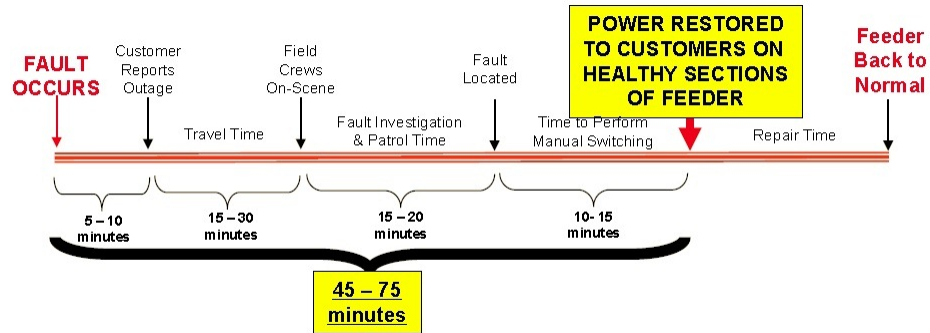 FAULT
OCCURS
Customer
Reports
Outage
Field
Crews
On-Scene
Fault
Located
POWER RESTORED
TO CUSTOMERS ON
HEALTHY SECTIONS
OF FEEDER
Feeder
Back to
Normal
Travel Time
Fault Investigation
& Patrol Time
Time to Perform
Manual Switching
Repair Time
5 – 10
minutes
15 – 30
minutes
15 – 20
minutes
10- 15
minutes
45 – 75
minutes